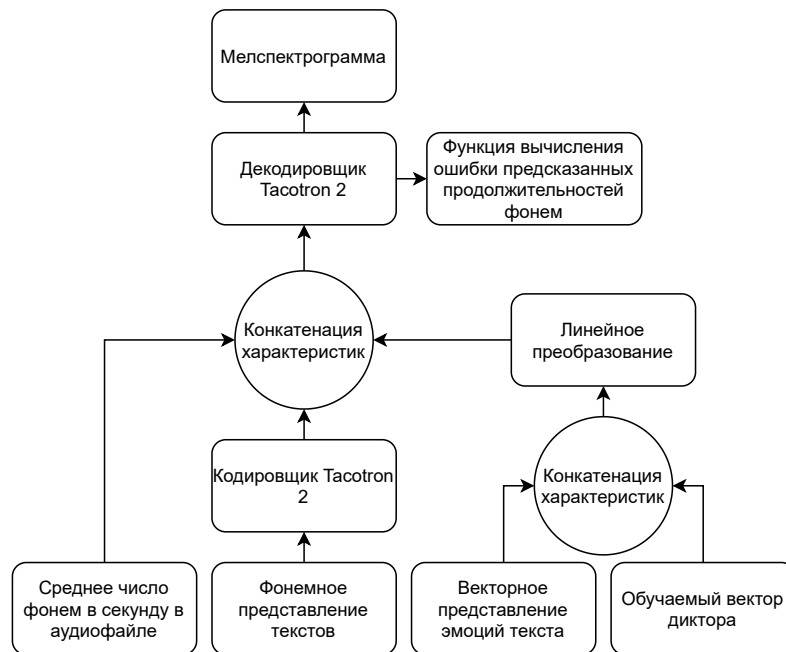 Мелспектрограмма
Декодировщик
Tacotron 2
Функция вычисления
ошибки предсказанных
продолжительностей
фонем
Конкатенация
характеристик
Линейное
преобразование
Кодировщик Tacotron
2
Конкатенация
характеристик
Среднее число
фонем в секунду в
аудиофайле
Фонемное
представление
текстов
Векторное
представление
эмоций текста
Обучаемый вектор
диктора